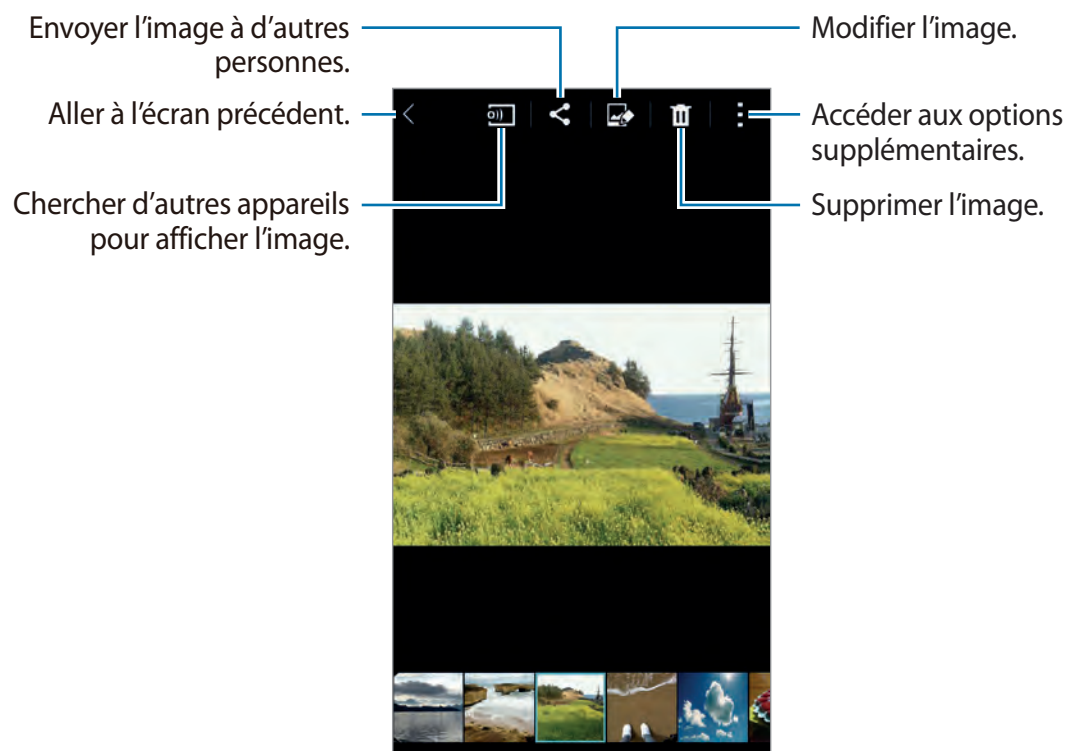 Envoyer l’image à d’autres
personnes.
Modifier l’image.
Aller à l’écran précédent.
Accéder aux options
supplémentaires.
Chercher d’autres appareils
pour afficher l’image.
Supprimer l’image.